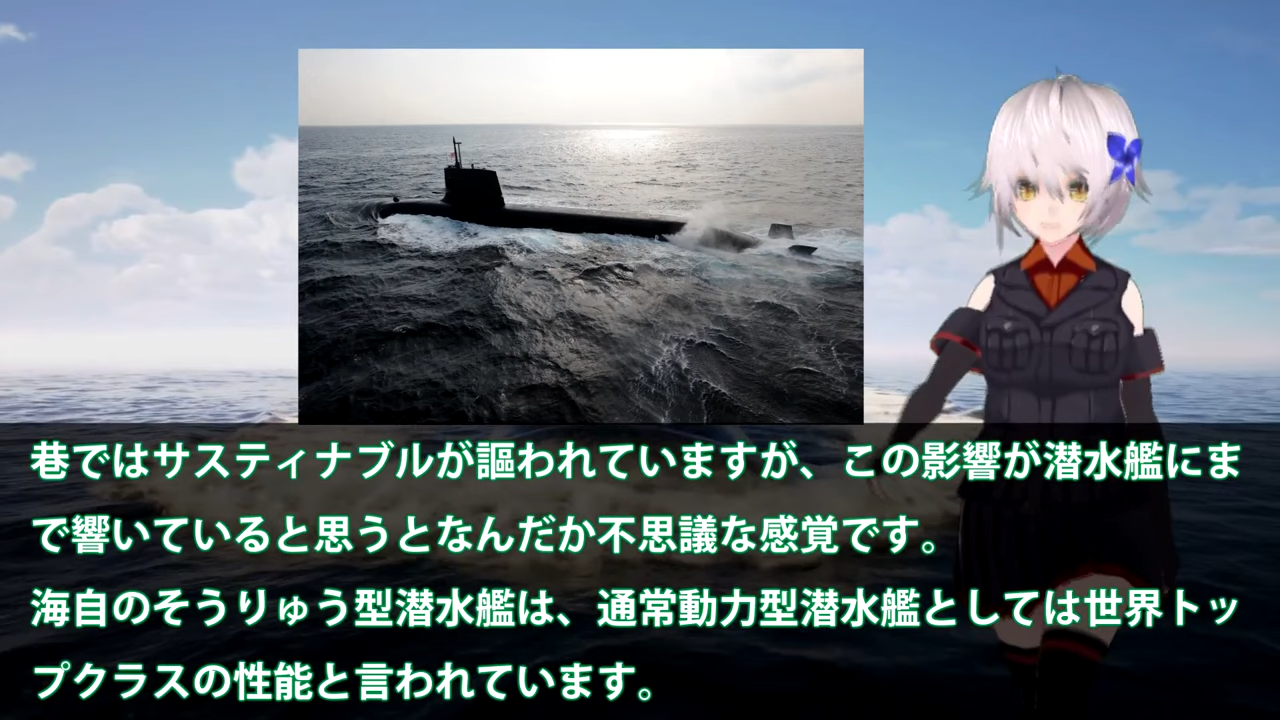 巷ではサスティナブルが謳われていますが、この影響が潜水艦にま
で響いていると思うとなんだか不思議な感覚です。
海自のそうりゅう型潜水艦は、通常動力型潜水艦としては世界トッ
プクラスの性能と言われています。